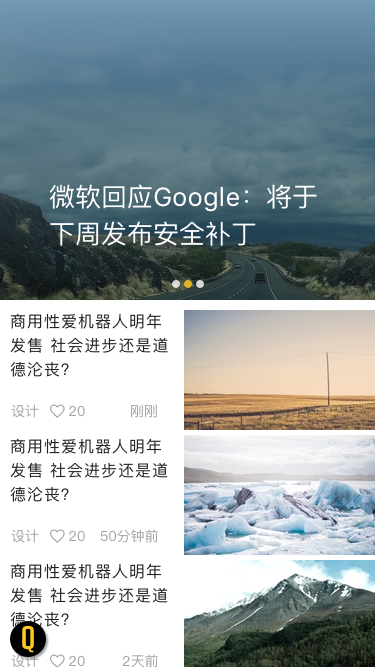 微软回应Google：将于
下周发布安全补丁
商用性爱机器人明年
发售 社会进步还是道
德沦丧？
设计 20 刚刚
商用性爱机器人明年
发售 社会进步还是道
德沦丧？
设计 20 50分钟前
商用性爱机器人明年
发售 社会进步还是道
德沦丧？
Q
设计 20 2天前